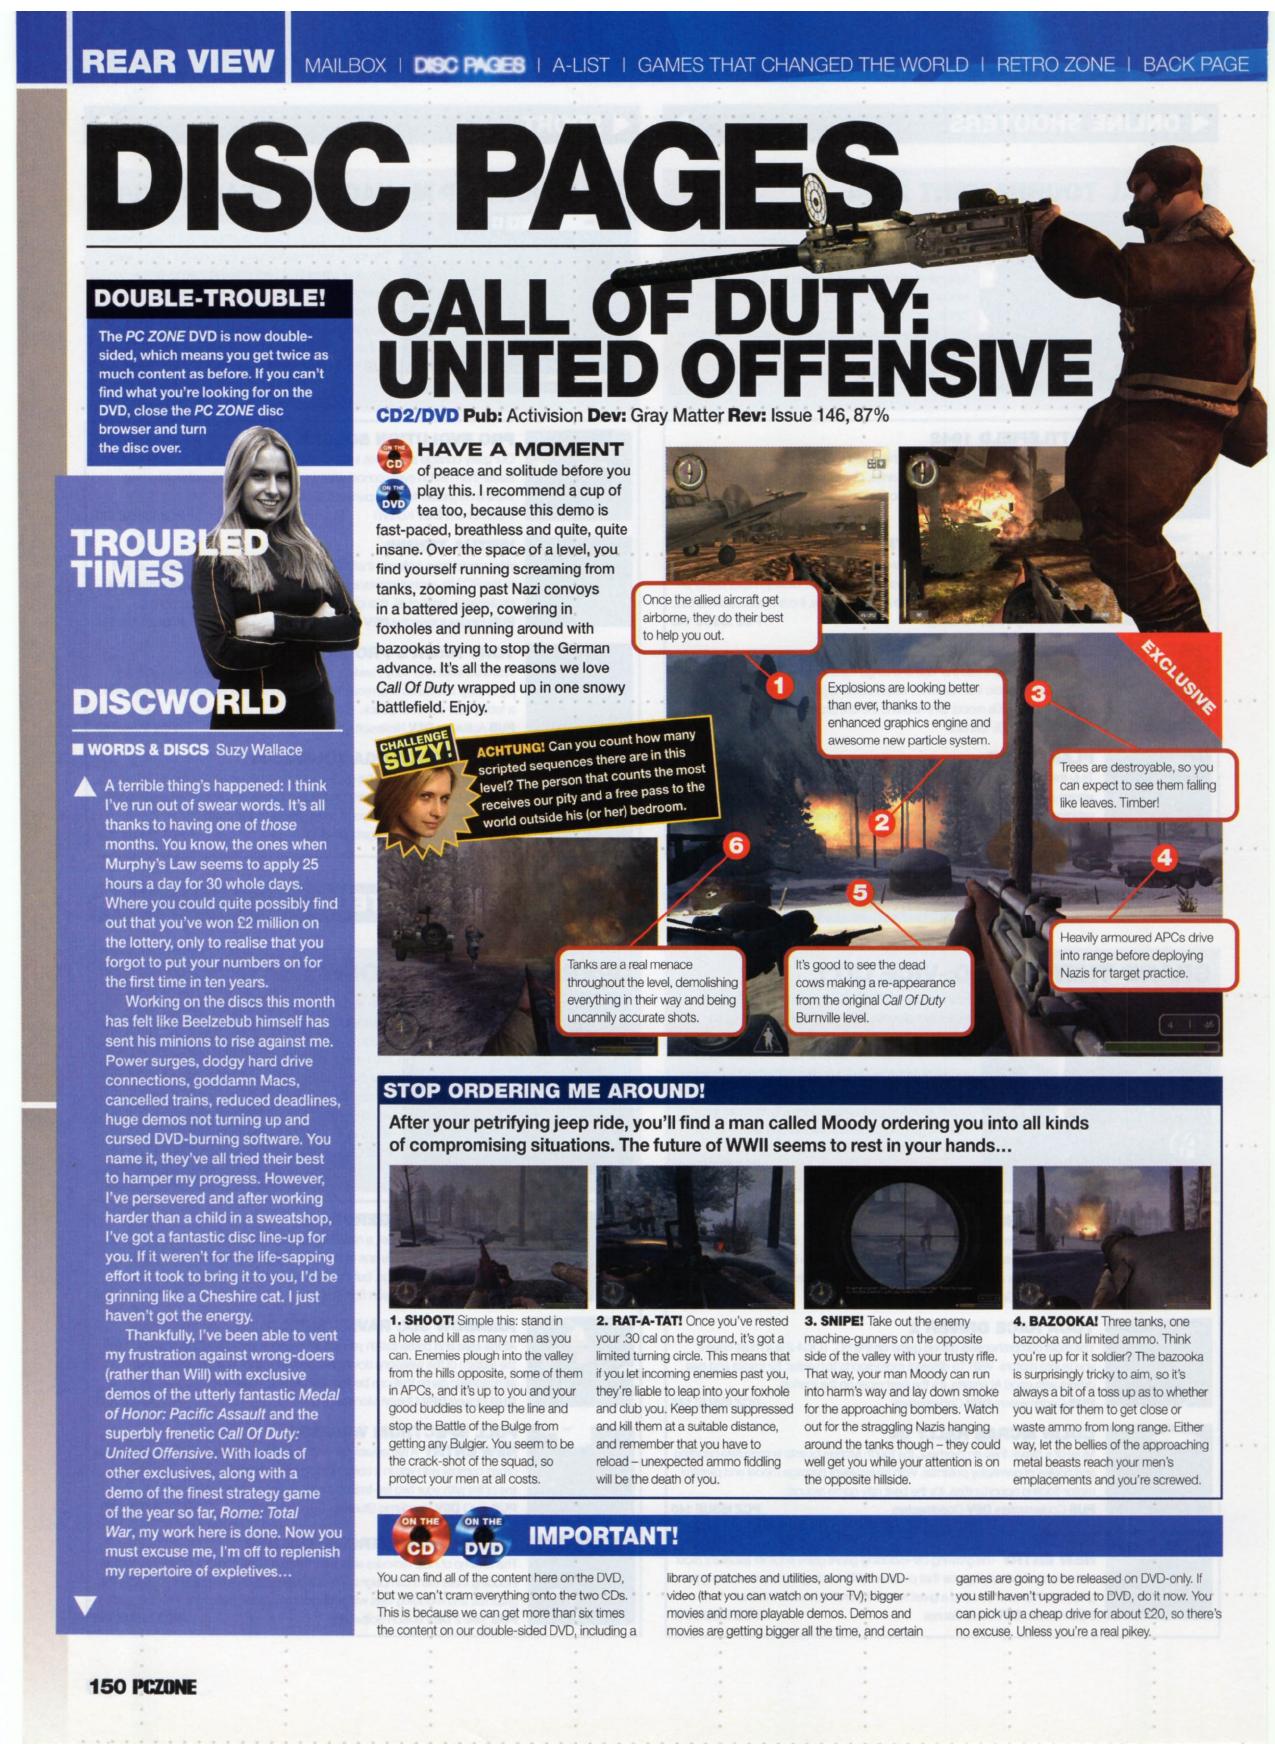 REAR VIEW
MAILBOX | DISC PAGES | A-LIST | GAMES THAT CHANGED THE WORLD | RETRO ZONE | BACK PAGE
DISC PAGES
DOUBLE-TROUBLE!
The PC ZONE DVD is now double-
sided, which means you get twice as
much content as before. If you can't
find what you're looking for on the
DVD, close the PC ZONE disc
browser and turn
the disc over.
TROUBLED
TIMES
DISCWORLD
■ WORDS & DISCS Suzy Wallace
A terrible thing's happened: I think
I've run out of swear words. It's all
thanks to having one of those
months. You know, the ones when
Murphy's Law seems to apply 25
hours a day for 30 whole days.
Where you could quite possibly find
out that you've won £2 million on
the lottery, only to realise that you
forgot to put your numbers on for
the first time in ten years.
Working on the discs this month
has felt like Beelzebub himself has
sent his minions to rise against me.
Power surges, dodgy hard drive
connections, goddamn Macs,
cancelled trains, reduced deadlines,
huge demos not turning up and
cursed DVD-burning software. You
name it, they've all tried their best
to hamper my progress. However,
I've persevered and after working
harder than a child in a sweatshop,
I've got a fantastic disc line-up for
you. If it weren't for the life-sapping
effort it took to bring it to you, I'd be
grinning like a Cheshire cat. I just
haven't got the energy.
Thankfully, I've been able to vent
my frustration against wrong-doers
(rather than Will) with exclusive
demos of the utterly fantastic Medal
of Honor: Pacific Assault and the
superbly frenetic Call Of Duty:
United Offensive. With loads of
other exclusives, along with a
demo of the finest strategy game
of the year so far, Rome: Total
War, my work here is done. Now you
must excuse me, I'm off to replenish
my repertoire of expletives...
CALL OF DUTY:
UNITED OFFENSIVE
CD2/DVD Pub: Activision Dev: Gray Matter Rev: Issue 146, 87%
ON THE CD
ON THE DVD
HAVE A MOMENT
of peace and solitude before you
play this. I recommend a cup of
tea too, because this demo is
fast-paced, breathless and quite, quite
insane. Over the space of a level, you
find yourself running screaming from
tanks, zooming past Nazi convoys
in a battered jeep, cowering in
foxholes and running around with
bazookas trying to stop the German
advance. It's all the reasons we love
Call Of Duty wrapped up in one snowy
battlefield. Enjoy.
CHALLENGE
SUZY!
ACHTUNG! Can you count how many
scripted sequences there are in this
level? The person that counts the most
receives our pity and a free pass to the
world outside his (or her) bedroom.
EXCLUSIVE
1
Once the allied aircraft get
airborne, they do their best
to help you out.
2
Explosions are looking better
than ever, thanks to the
enhanced graphics engine and
awesome new particle system.
3
Trees are destroyable, so you
can expect to see them falling
like leaves. Timber!
4
Heavily armoured APCs drive
into range before deploying
Nazis for target practice.
5
It's good to see the dead
cows making a re-appearance
from the original Call Of Duty
Burnville level.
6
Tanks are a real menace
throughout the level, demolishing
everything in their way and being
uncannily accurate shots.
STOP ORDERING ME AROUND!
After your petrifying jeep ride, you'll find a man called Moody ordering you into all kinds
of compromising situations. The future of WWII seems to rest in your hands...
1. SHOOT! Simple this: stand in
a hole and kill as many men as you
can. Enemies plough into the valley
from the hills opposite, some of them
in APCs, and it's up to you and your
good buddies to keep the line and
stop the Battle of the Bulge from
getting any Bulgier. You seem to be
the crack-shot of the squad, so
protect your men at all costs.
2. RAT-A-TAT! Once you've rested
your .30 cal on the ground, it's got a
limited turning circle. This means that
if you let incoming enemies past you,
they're liable to leap into your foxhole
and club you. Keep them suppressed
and kill them at a suitable distance,
and remember that you have to
reload – unexpected ammo fiddling
will be the death of you.
3. SNIPE! Take out the enemy
machine-gunners on the opposite
side of the valley with your trusty rifle.
That way, your man Moody can run
into harm's way and lay down smoke
for the approaching bombers. Watch
out for the straggling Nazis hanging
around the tanks though – they could
well get you while your attention is on
the opposite hillside.
4. BAZOOKA! Three tanks, one
bazooka and limited ammo. Think
you're up for it soldier? The bazooka
is surprisingly tricky to aim, so it's
always a bit of a toss up as to whether
you wait for them to get close or
waste ammo from long range. Either
way, let the bellies of the approaching
metal beasts reach your men's
emplacements and you're screwed.
ON THE CD
ON THE DVD
IMPORTANT!
You can find all of the content here on the DVD,
but we can't cram everything onto the two CDs.
This is because we can get more than six times
the content on our double-sided DVD, including a
library of patches and utilities, along with DVD-
video (that you can watch on your TV), bigger
movies and more playable demos. Demos and
movies are getting bigger all the time, and certain
games are going to be released on DVD-only. If
you still haven't upgraded to DVD, do it now. You
can pick up a cheap drive for about £20, so there's
no excuse. Unless you're a real pikey.
150 PCZONE